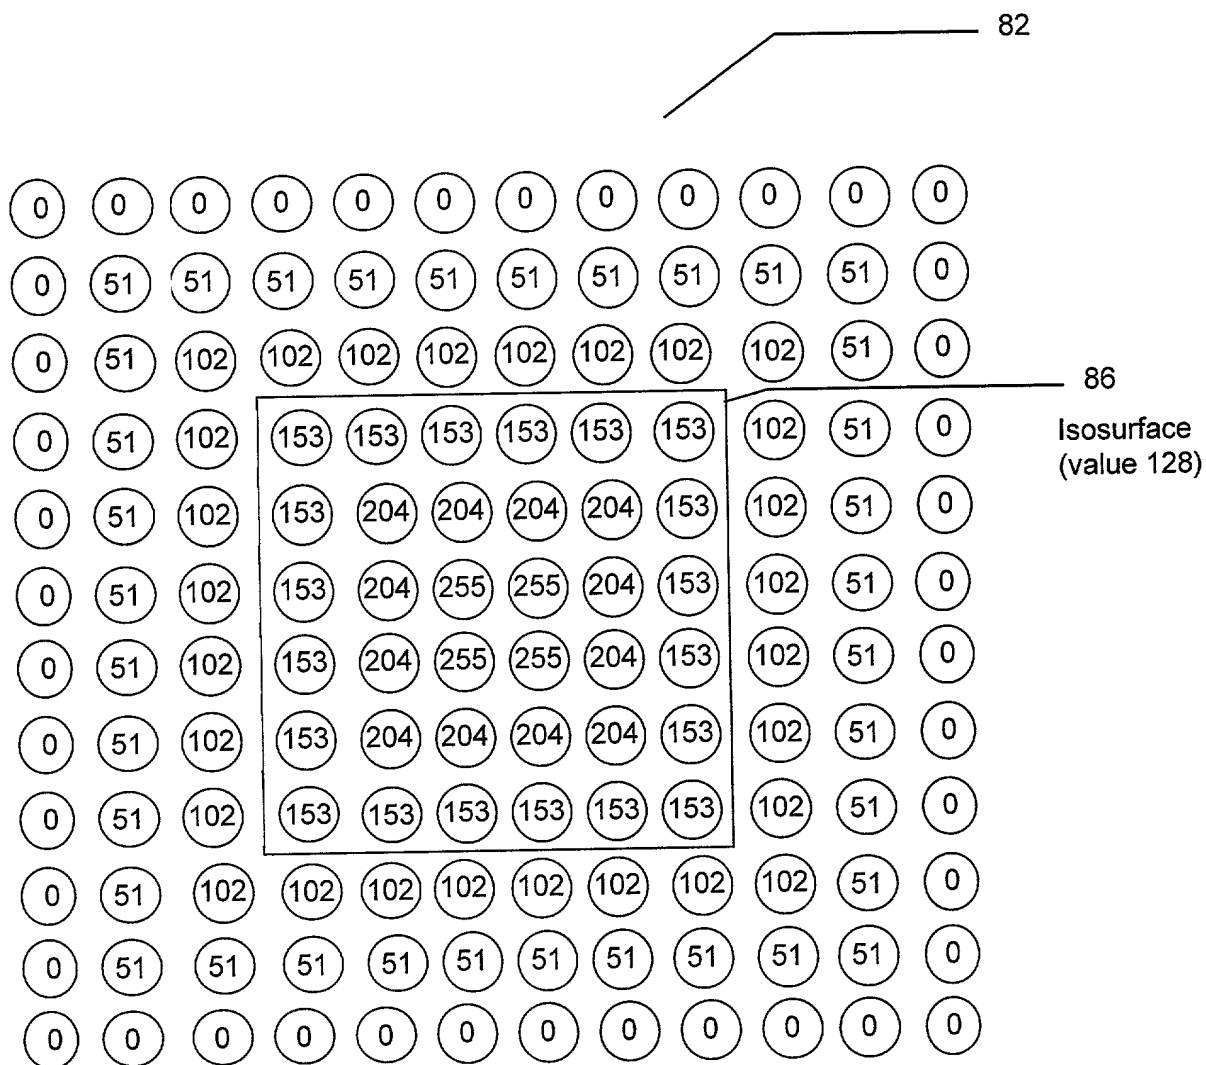 82
0 0 0 0 0 0 0 0 0 0 0 0
0 51 51 51 51 51 51 51 51 51 51 0
0 51 102 102 102 102 102 102 102 102 51 0
86
0 51 102 153 153 153 153 153 153 102 51 0
Isosurface
(value 128)
0 51 102 153 204 204 204 204 153 102 51 0
0 51 102 153 204 255 255 204 153 102 51 0
0 51 102 153 204 255 255 204 153 102 51 0
0 51 102 153 204 204 204 204 153 102 51 0
0 51 102 153 153 153 153 153 153 102 51 0
0 51 102 102 102 102 102 102 102 102 51 0
0 51 51 51 51 51 51 51 51 51 51 0
0 0 0 0 0 0 0 0 0 0 0 0